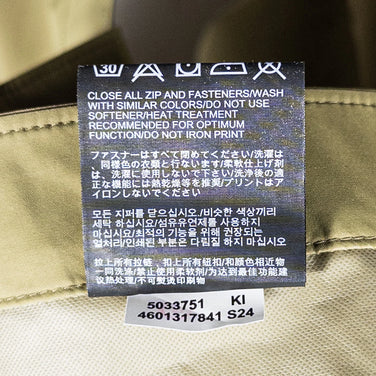 30
CLOSE ALL ZIP AND FASTENERS/WASH
WITH SIMILAR COLORS/DO NOT USE
SOFTENER/HEAT TREATMENT
RECOMMENDED FOR OPTIMUM
FUNCTION/DO NOT IRON PRINT
ファスナーはすべて閉めてください/洗濯は
、同様色の衣類と行ないます/柔軟仕上げ剤
は、洗濯に使用しないで下さい/洗浄後の適
正な機能には熱乾燥等を推奨/プリントはア
イロンしないでください
모든 지퍼를 닫으십시오/비슷한 색상끼리
세탁 하십시오/섬유유연제를 사용하지
마십시오/최적의 기능을 위해 권장되는
열처리/인쇄된 부분은 다림질 하지 마십시오
拉上所有拉链，扣上所有纽扣/和颜色相近物
一同洗涤/禁止使用柔软剂/为达到最佳功能建
议热处理/不可熨烫印刷物
5033751 KI
4601317841 S24